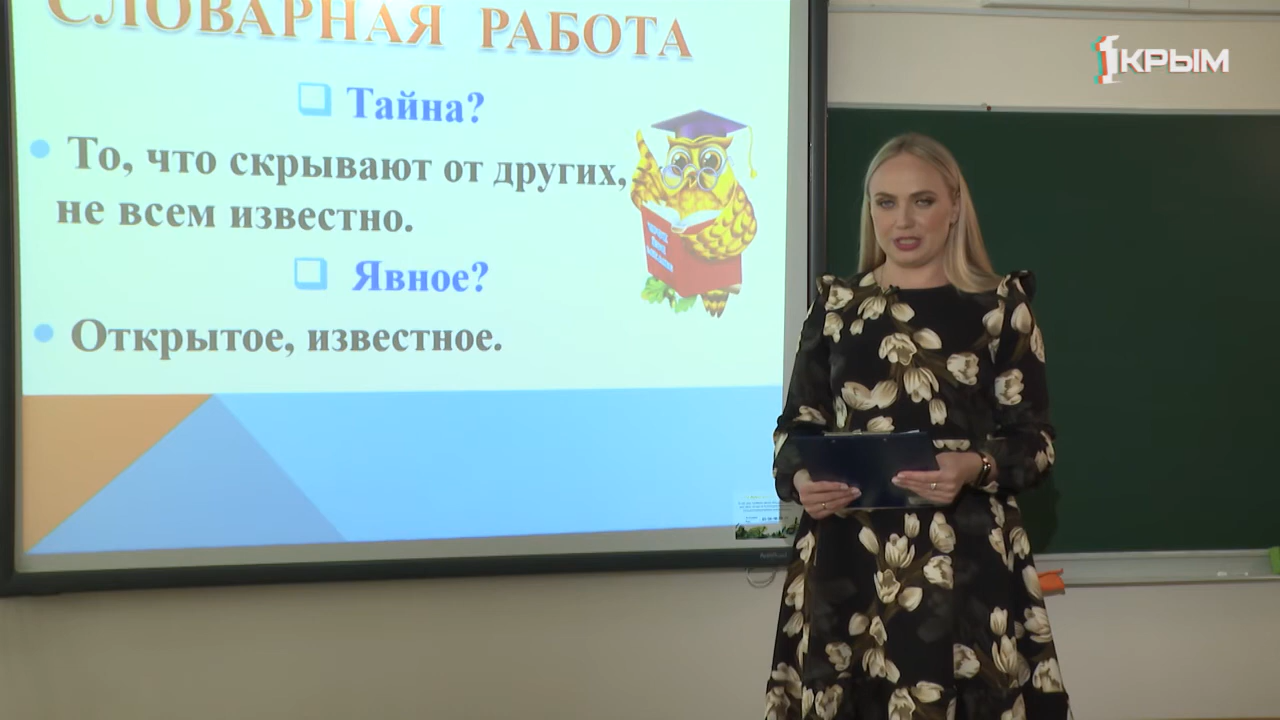 СЛОВАРНАЯ РАБОТА
Тайна?
То, что скрывают от других,
не всем известно.
Явное?
Открытое, известное.
1КРЫМ